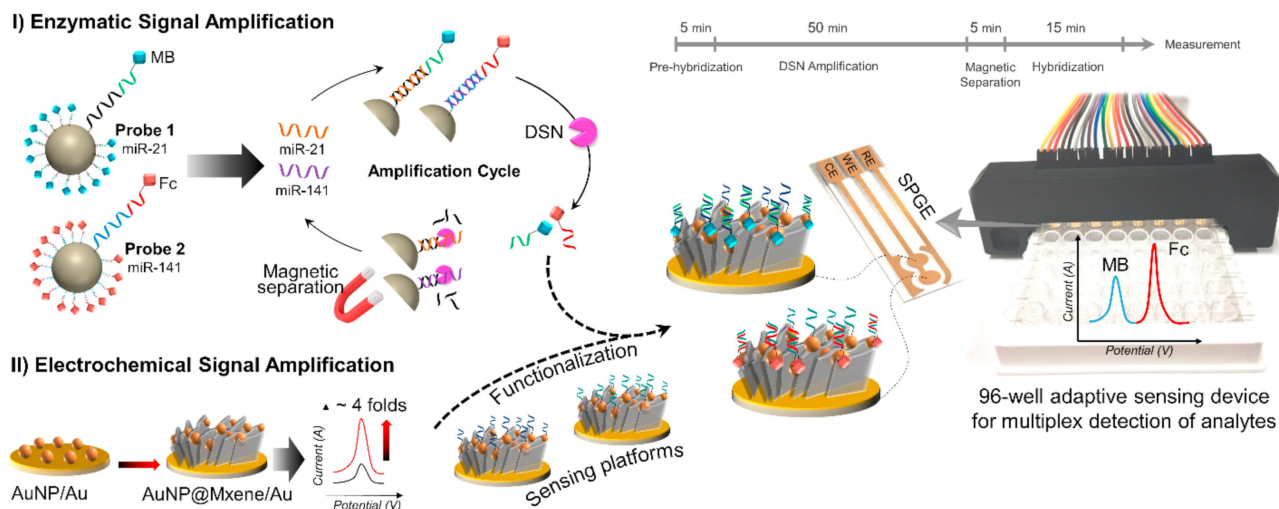 I) Enzymatic Signal Amplification
MB
Probe 1
miR-21
Fc
Probe 2
miR-141
miR-21
miR-141
Amplification Cycle
DSN
Magnetic
separation
5 min
50 min
5 min
15 min
Measurement
Pre-hybridization
DSN Amplification
Magnetic
Separation
Hybridization
CE
WE
RE
SPGE
MB
Fc
Current (A)
Potential (V)
96-well adaptive sensing device
for multiplex detection of analytes
II) Electrochemical Signal Amplification
AuNP/Au
AuNP@Mxene/Au
▲ ~ 4 folds
Current (A)
Potential (V)
Functionalization
Sensing platforms